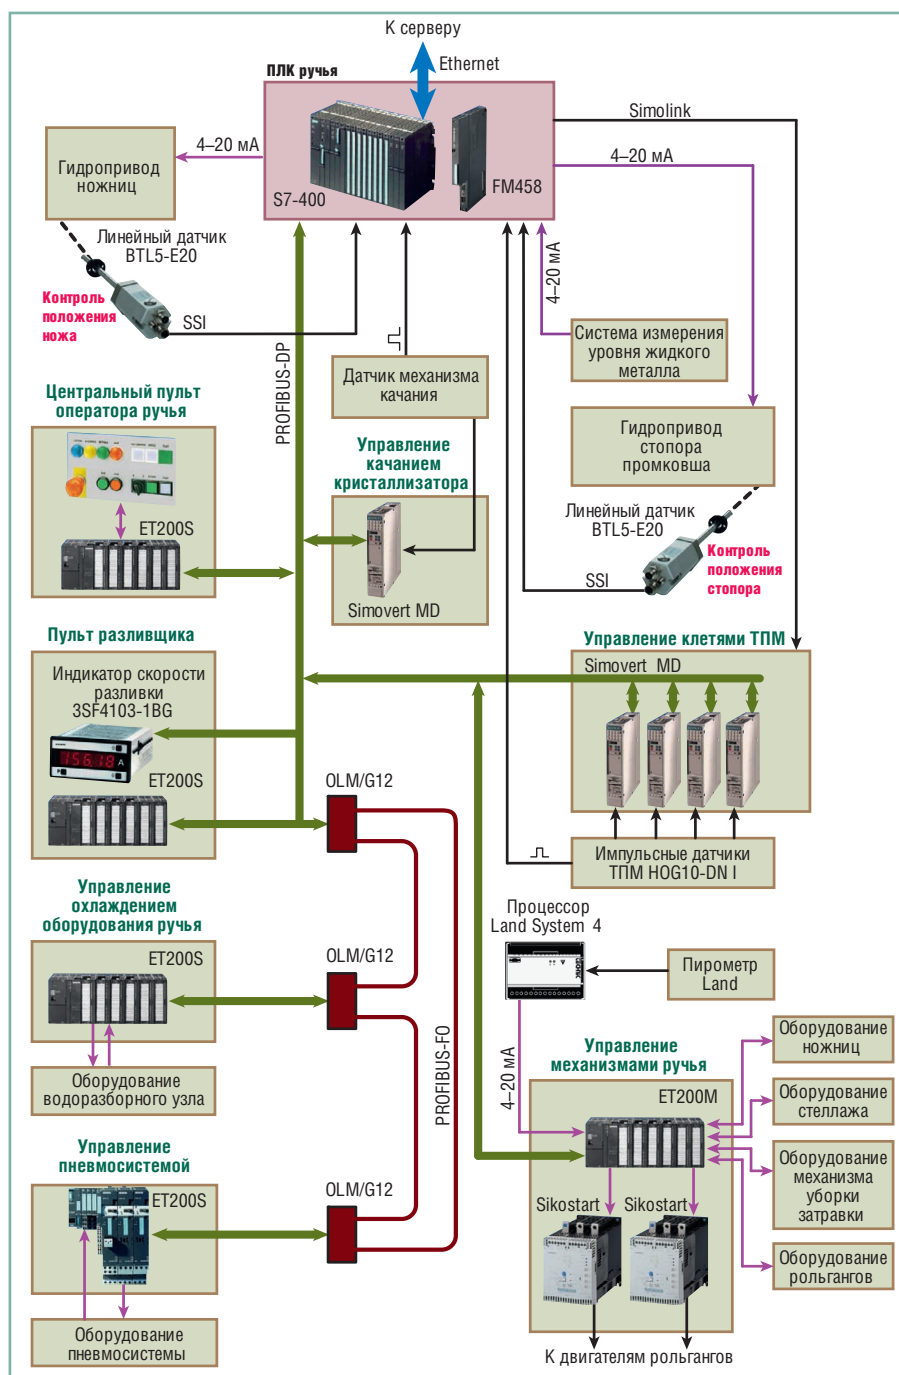 К серверу
Ethernet
ПЛК ручья
Simolink
4–20 мА
4–20 мА
Гидропривод
ножниц
S7-400
FM458
Линейный датчик
BTL5-E20
Контроль
положения
ножа
SSI
4–20 мА
Система измерения
уровня жидкого
металла
PROFIBUS-DP
Датчик механизма
качания
Центральный пульт
оператора ручья
Управление
качанием
кристаллизатора
Гидропривод
стопора
промковша
ET200S
Simovert MD
Линейный датчик
BTL5-E20
Контроль
положения
стопора
SSI
Пульт разливщика
Управление клетями ТПМ
Индикатор скорости
разливки
3SF4103-1BG
Simovert MD
156.18 A
ET200S
OLM/G12
Импульсные датчики
ТПМ HOG10-DN I
Управление
охлаждением
оборудования ручья
ET200S
OLM/G12
Процессор
Land System 4
Пирометр
Land
Оборудование
водоразборного узла
PROFIBUS-FO
4–20 мА
Управление
механизмами ручья
ET200M
Оборудование
ножниц
Оборудование
стеллажа
Оборудование
механизма
уборки
затравки
Оборудование
рольгангов
Управление
пневмосистемой
ET200S
OLM/G12
Sikostart
Sikostart
Оборудование
пневмосистемы
К двигателям рольгангов